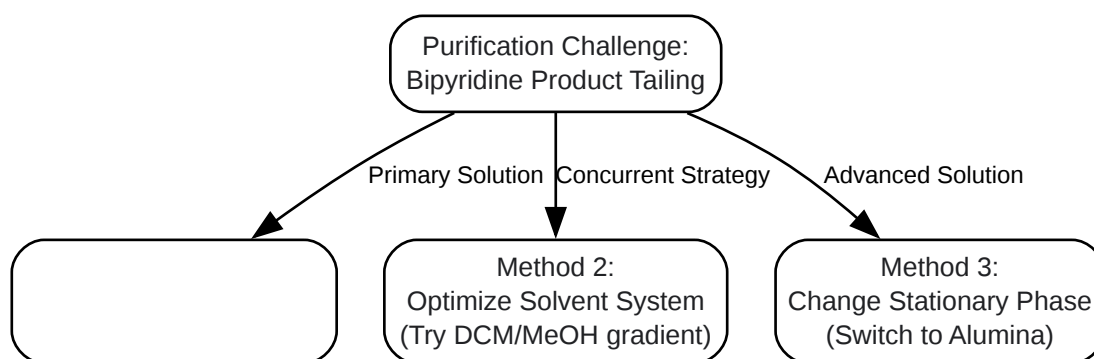 Purification Challenge:
Bipyridine Product Tailing
Primary Solution
Concurrent Strategy
Advanced Solution
Method 2:
Optimize Solvent System
(Try DCM/MeOH gradient)
Method 3:
Change Stationary Phase
(Switch to Alumina)